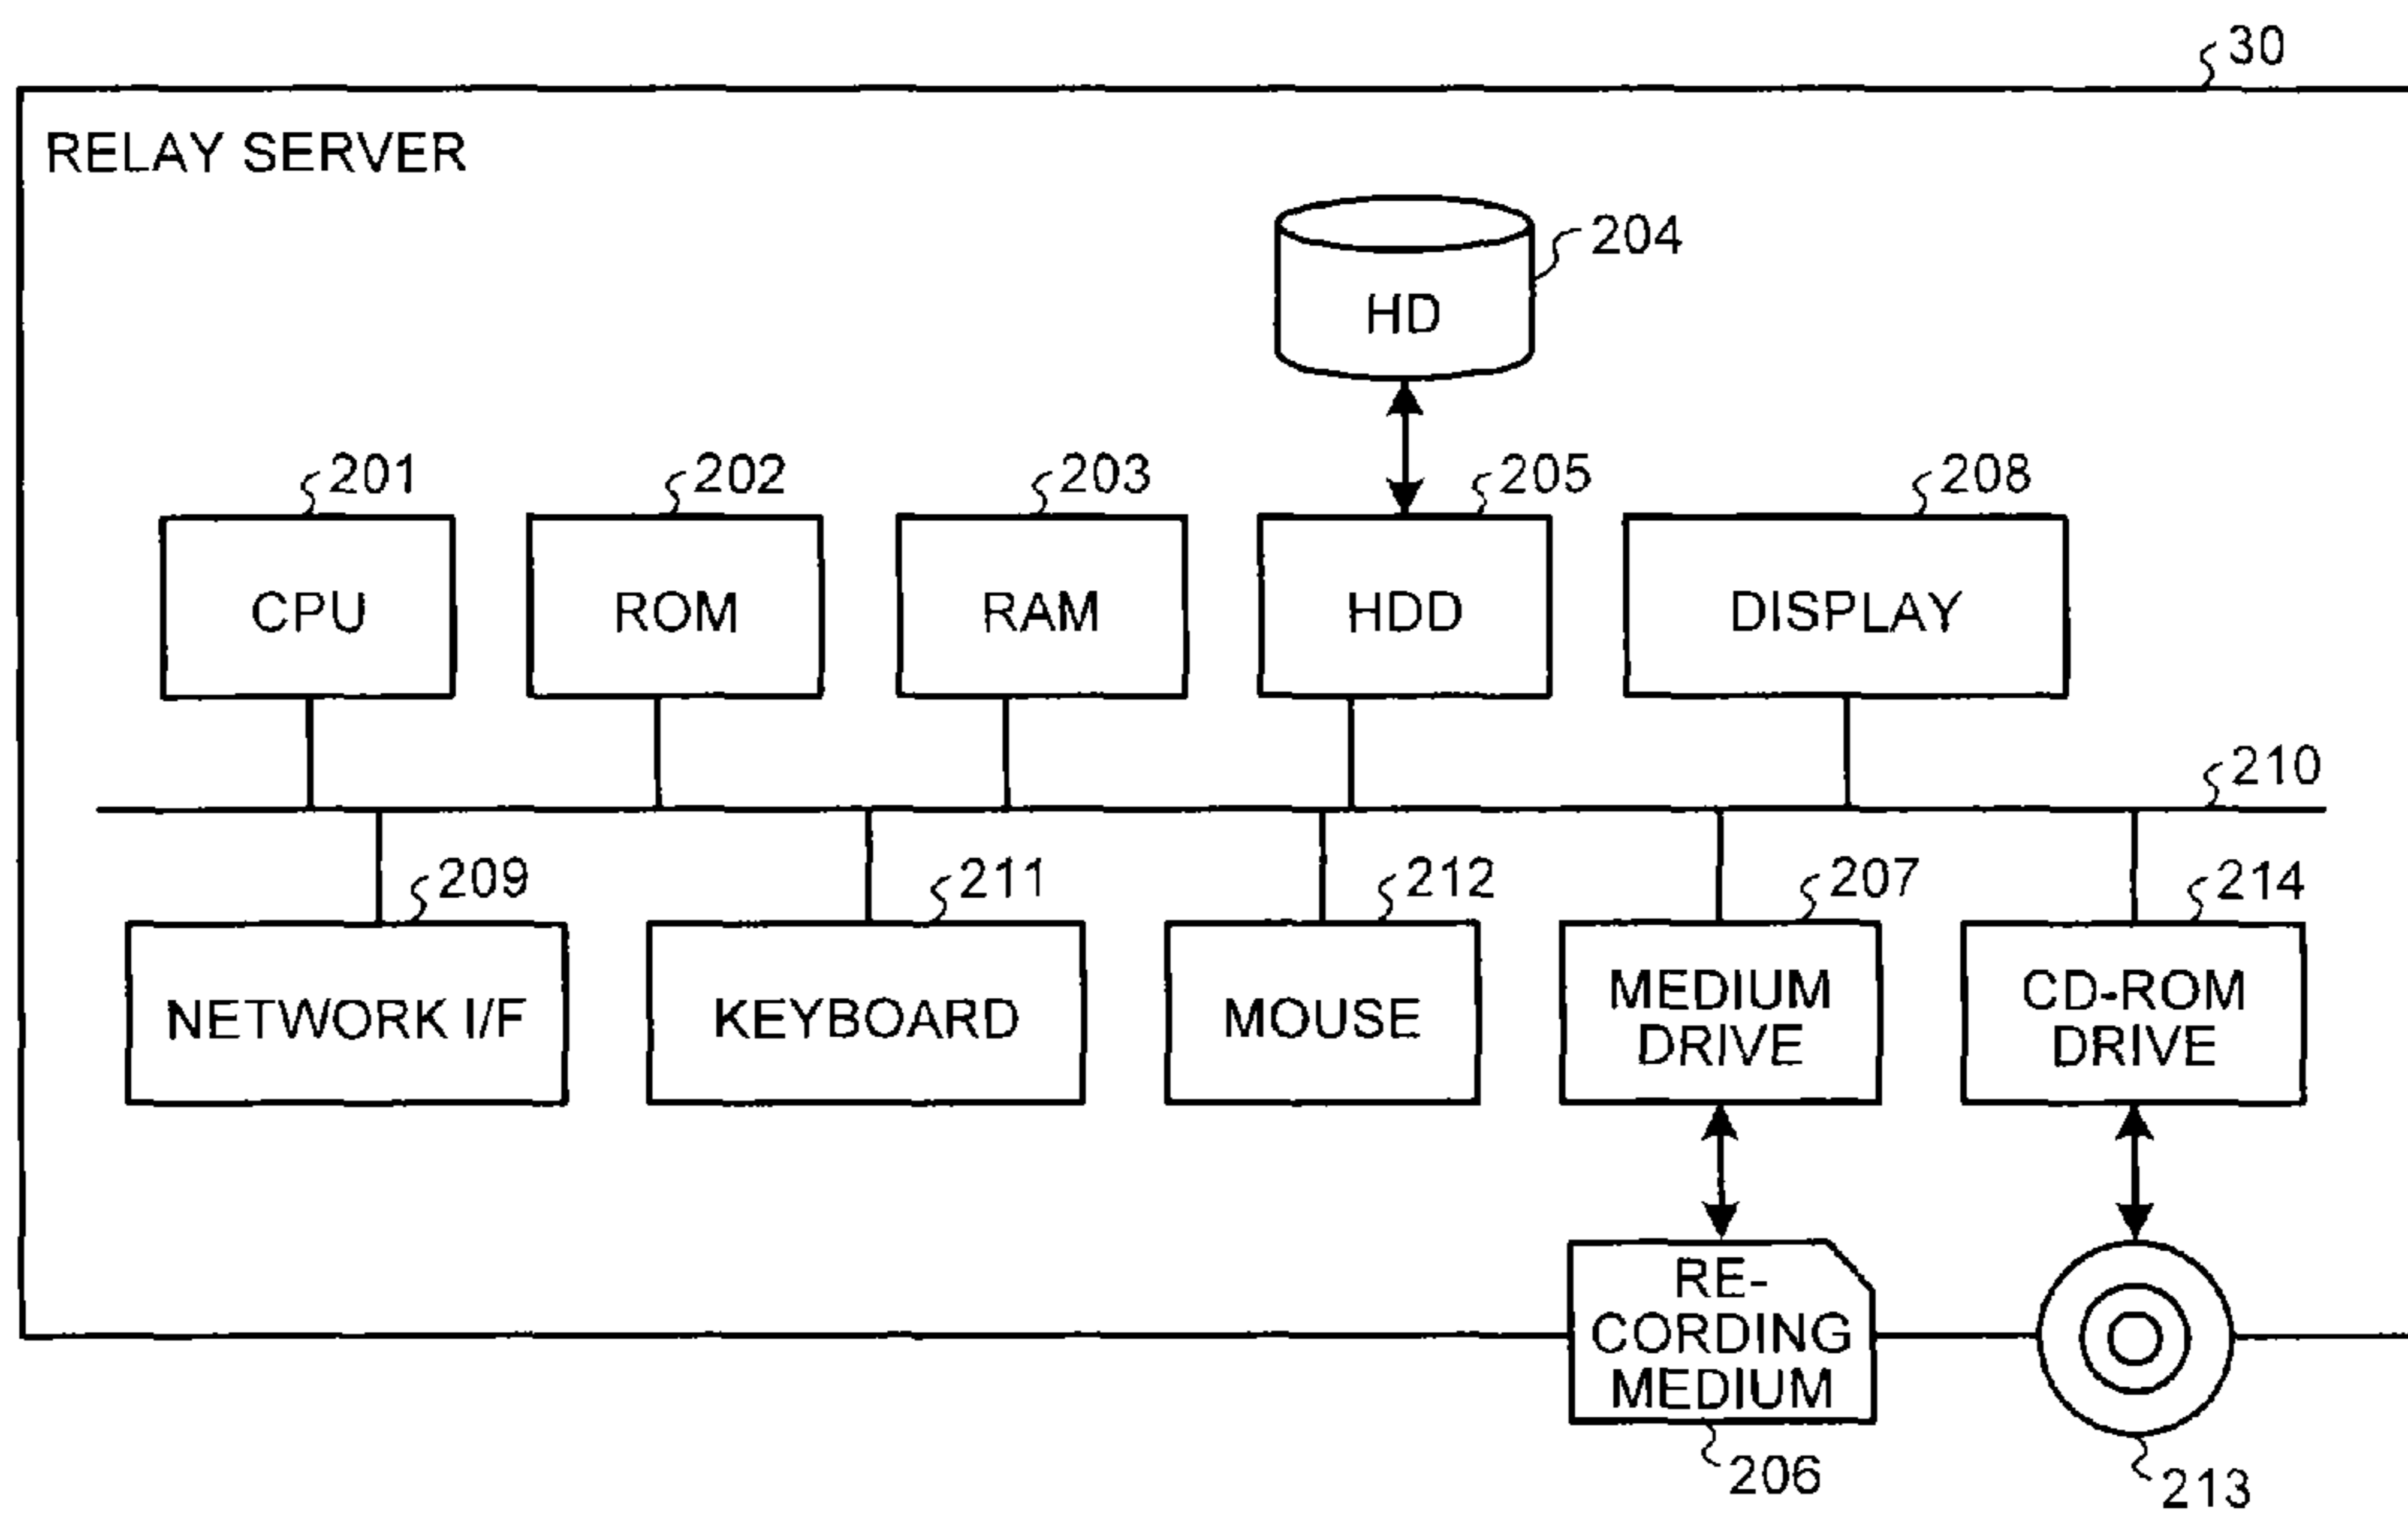 30
RELAY SERVER
204
HD
201
202
203
205
208
CPU
ROM
RAM
HDD
DISPLAY
210
209
211
212
207
214
NETWORK I/F
KEYBOARD
MOUSE
MEDIUM
DRIVE
CD-ROM
DRIVE
RE-
CORDING
MEDIUM
206
213